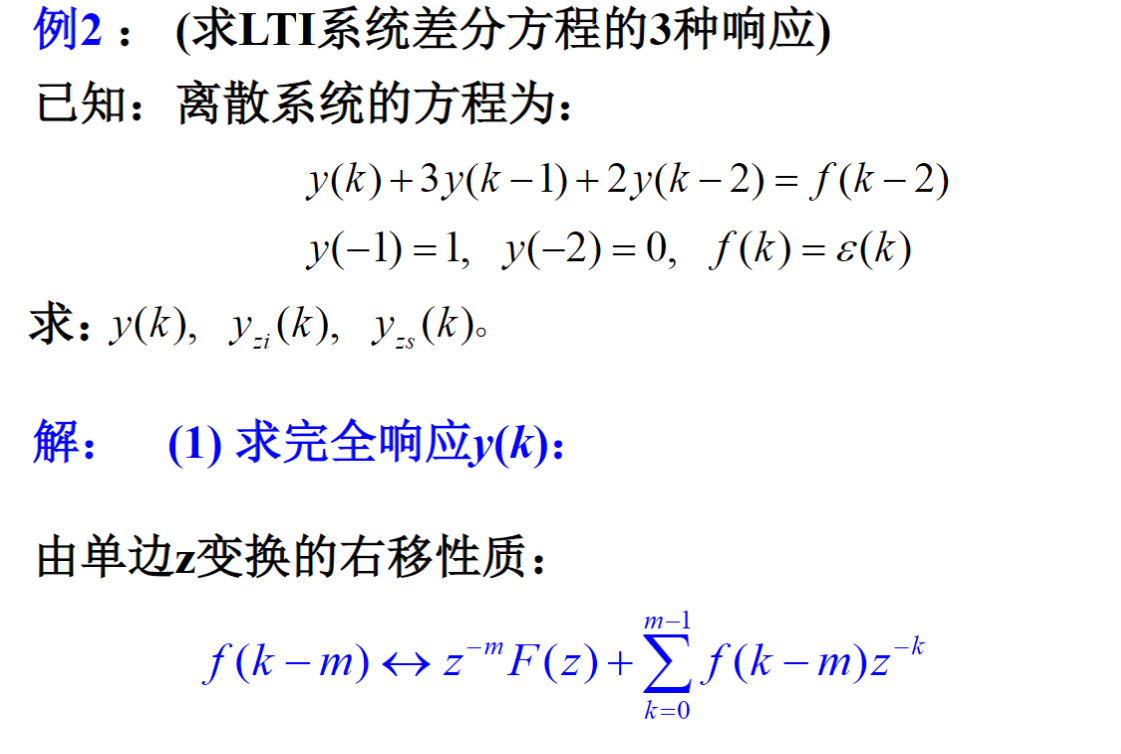 例2： (求LTI系统差分方程的3种响应)
已知：离散系统的方程为：
y(k)+3y(k−1)+2y(k−2)=f(k−2)
y(−1)=1, y(−2)=0, f(k)=ε(k)
求：y(k), y_{zi}(k), y_{zs}(k)。
解： (1) 求完全响应y(k)：
由单边z变换的右移性质：
f(k−m)↔z^{−m}F(z)+∑_{k=0}^{m−1}f(k−m)z^{−k}